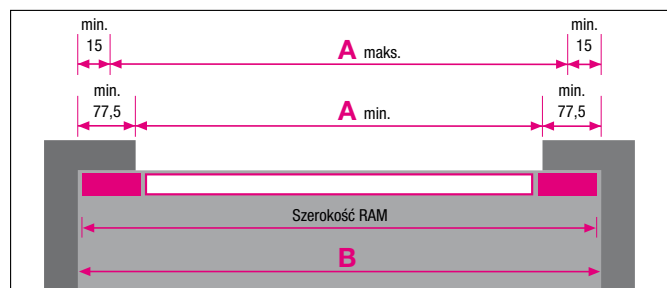 min.
15
A maks.
min.
15
min.
77,5
A min.
min.
77,5
Szerokość RAM
B